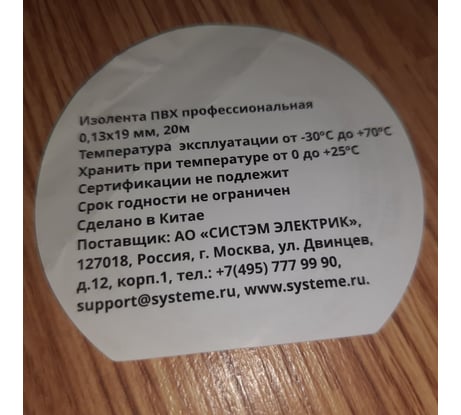 Изолента ПВХ профессиональная
0,13х19 мм, 20м
Температура эксплуатации от -30°С до +70°С
Хранить при температуре от 0 до +25°С
Сертификации не подлежит
Срок годности не ограничен
Сделано в Китае
Поставщик: АО «СИСТЭМ ЭЛЕКТРИК»,
127018, Россия, г. Москва, ул. Двинцев,
д.12, корп.1, тел.: +7(495) 777 99 90,
support@systeme.ru, www.systeme.ru.